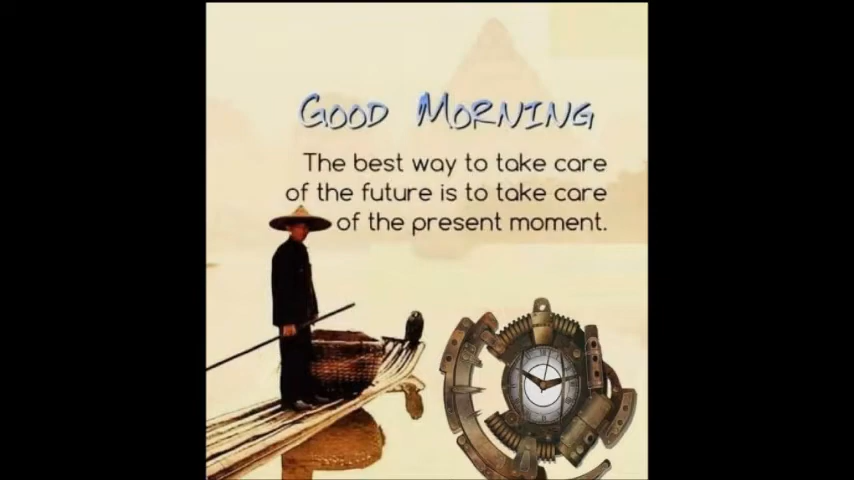 Good Morning
The best way to take care
of the future is to take care
of the present moment.